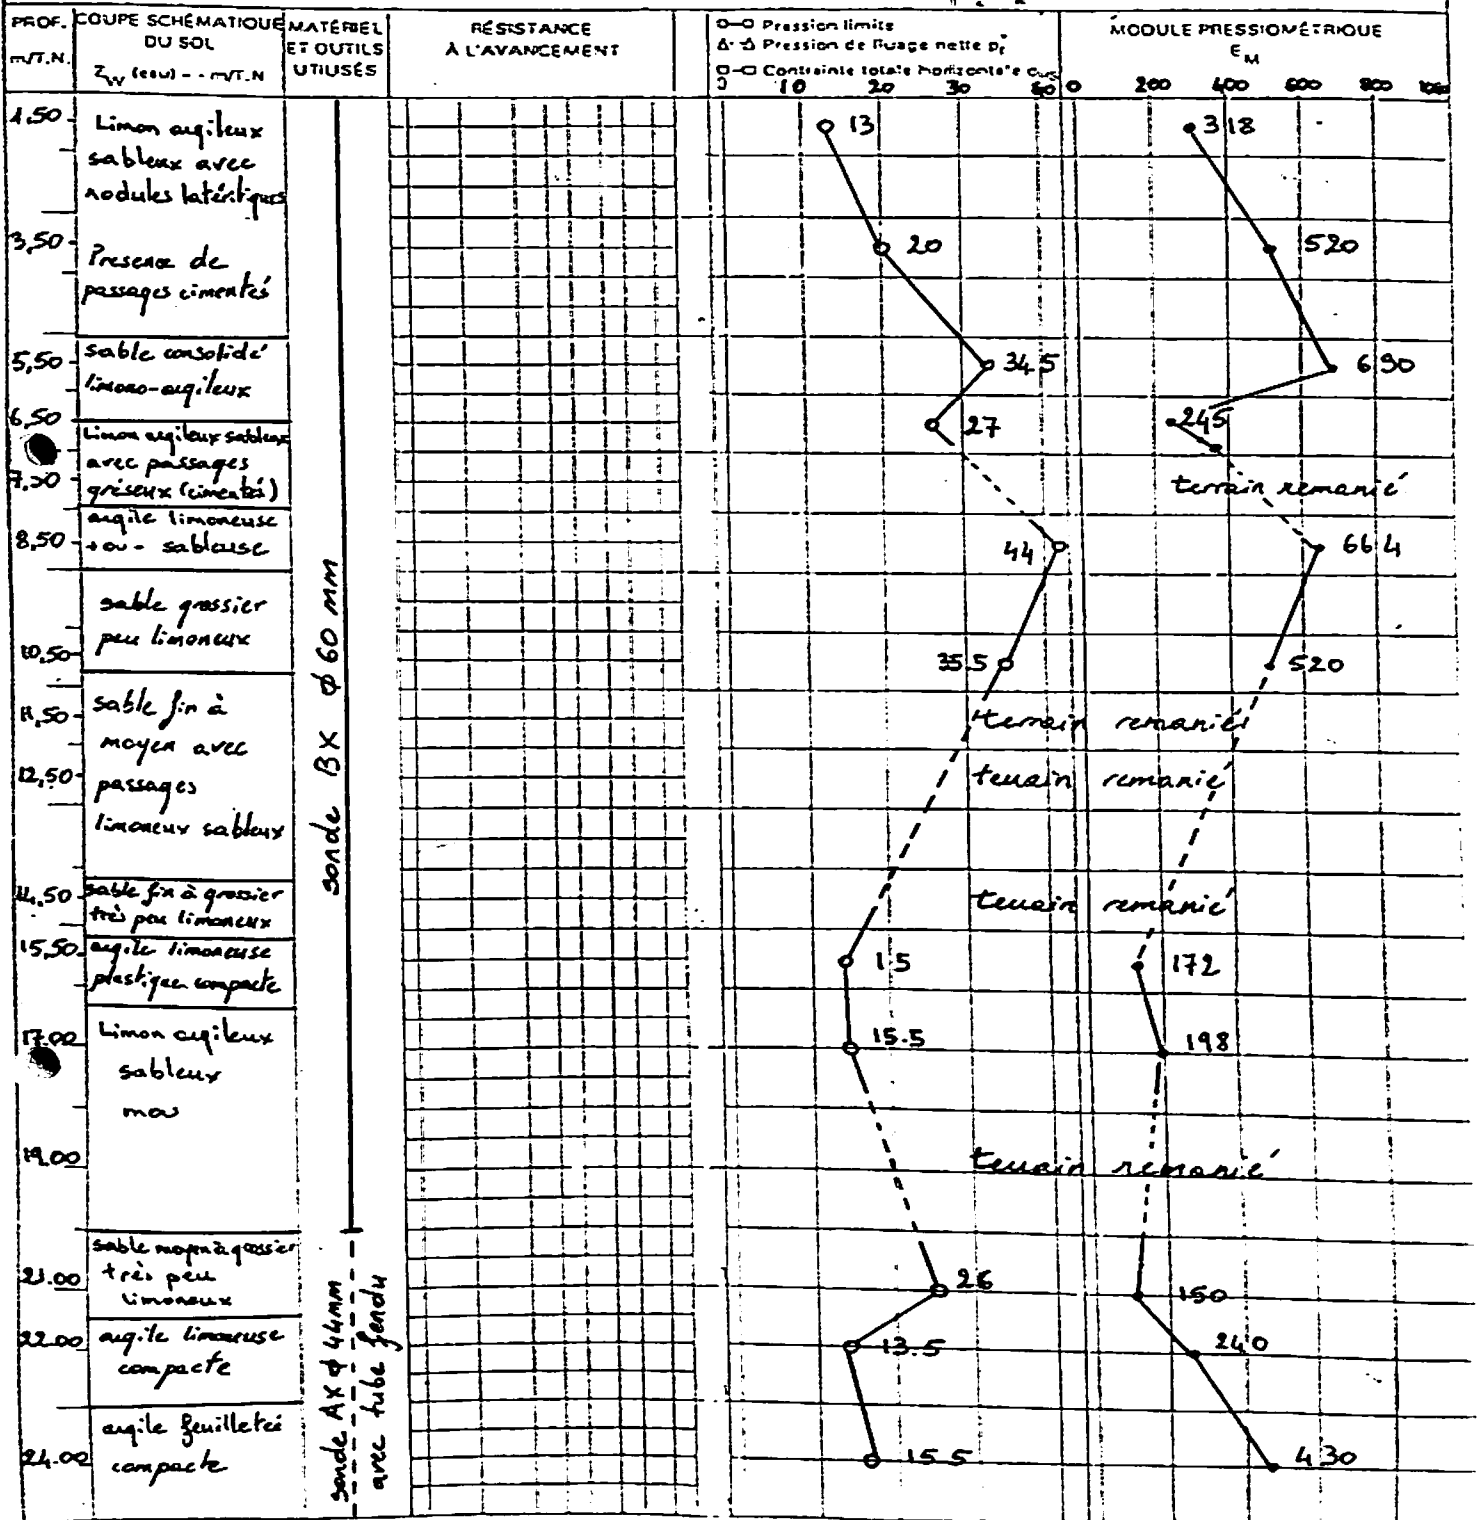 PROF.
m/T.N.
COUPE SCHÉMATIQUE
DU SOL
Zw (eau) - - m/T.N
MATÉRIEL
ET OUTILS
UTILISÉS
RÉSISTANCE
À L'AVANCEMENT
Pression limite
Pression de fluage nette
Contrainte totale horizontale
MODULE PRESSIOMÉTRIQUE
E M
0 10 20 30 0 200 400 600 800
1,50
Limon argileux
sableux avec
nodules latéritiques
13
318
3,50
Presence de
passages cimentés
20
520
5,50
sable consolidé
limono-argileux
34.5
690
6,50
Limon argileux sableux
avec passages
gréseux (cimentés)
27
245
terrain remanié
argile limoneuse
+ ou - sableuse
8,50
44
664
sable grossier
peu limoneux
10,50
35.5
520
sable fin à
moyen avec
passages
limoneux sableux
11,50
terrain remanié
12,50
terrain remanié
sable fin à grossier
très peu limoneux
14,50
terrain remanié
15,50
argile limoneuse
plastique compacte
15
172
17.00
Limon argileux
sableux
mou
15.5
198
19.00
terrain remanié
sable moyen à grossier
très peu
limoneux
21.00
26
150
22.00
argile limoneuse
compacte
13.5
240
argile feuilletée
compacte
24.00
15.5
430
sonde BX ϕ 60 mm
sonde AX ϕ 44mm
avec tube fendu